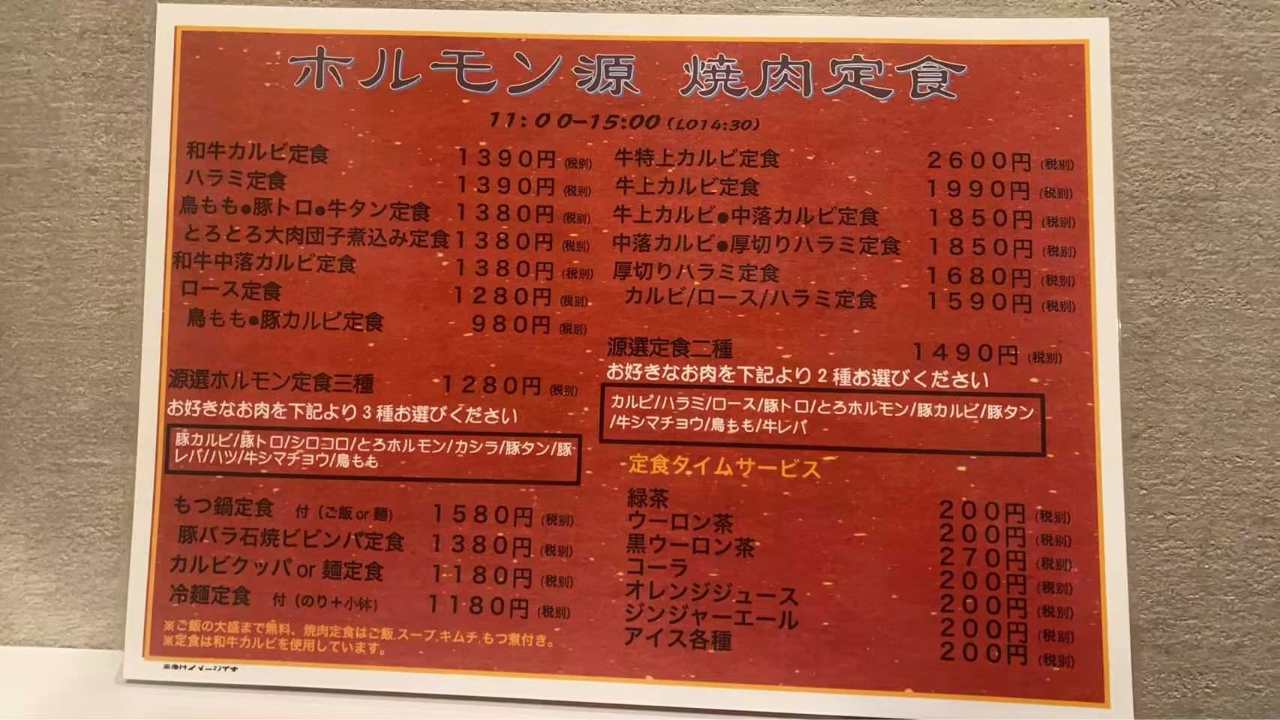 ホルモン源 焼肉定食
11:00-15:00 (LO14:30)
和牛カルビ定食 1390円 (税別)
ハラミ定食 1390円 (税別)
鳥もも●豚トロ●牛タン定食 1380円 (税別)
とろとろ大肉団子煮込み定食 1380円 (税別)
和牛中落カルビ定食 1380円 (税別)
ロース定食 1280円 (税別)
鳥もも●豚カルビ定食 980円 (税別)
源選ホルモン定食三種 1280円 (税別)
お好きなお肉を下記より3種お選びください
豚カルビ/豚トロ/シロコロ/とろホルモン/カシラ/豚タン/豚
レバ/ハツ/牛シマチョウ/鳥もも
もつ鍋定食 付（ご飯or麺） 1580円 (税別)
豚バラ石焼ビビンバ定食 1380円 (税別)
カルビクッパor麺定食 1180円 (税別)
冷麺定食 付（のり＋小鉢） 1180円 (税別)
※ご飯の大盛まで無料、焼肉定食はご飯,スープ,キムチ,もつ煮付き。
※定食は和牛カルビを使用しています。
牛特上カルビ定食 2600円 (税別)
牛上カルビ定食 1990円 (税別)
牛上カルビ●中落カルビ定食 1850円 (税別)
中落カルビ●厚切りハラミ定食 1850円 (税別)
厚切りハラミ定食 1680円 (税別)
カルビ/ロース/ハラミ定食 1590円 (税別)
源選定食二種 1490円 (税別)
お好きなお肉を下記より2種お選びください
カルビ/ハラミ/ロース/豚トロ/とろホルモン/豚カルビ/豚タン
/牛シマチョウ/鳥もも/牛レバ
定食タイムサービス
緑茶 200円 (税別)
ウーロン茶 200円 (税別)
黒ウーロン茶 270円 (税別)
コーラ 200円 (税別)
オレンジジュース 200円 (税別)
ジンジャーエール 200円 (税別)
アイス各種 200円 (税別)